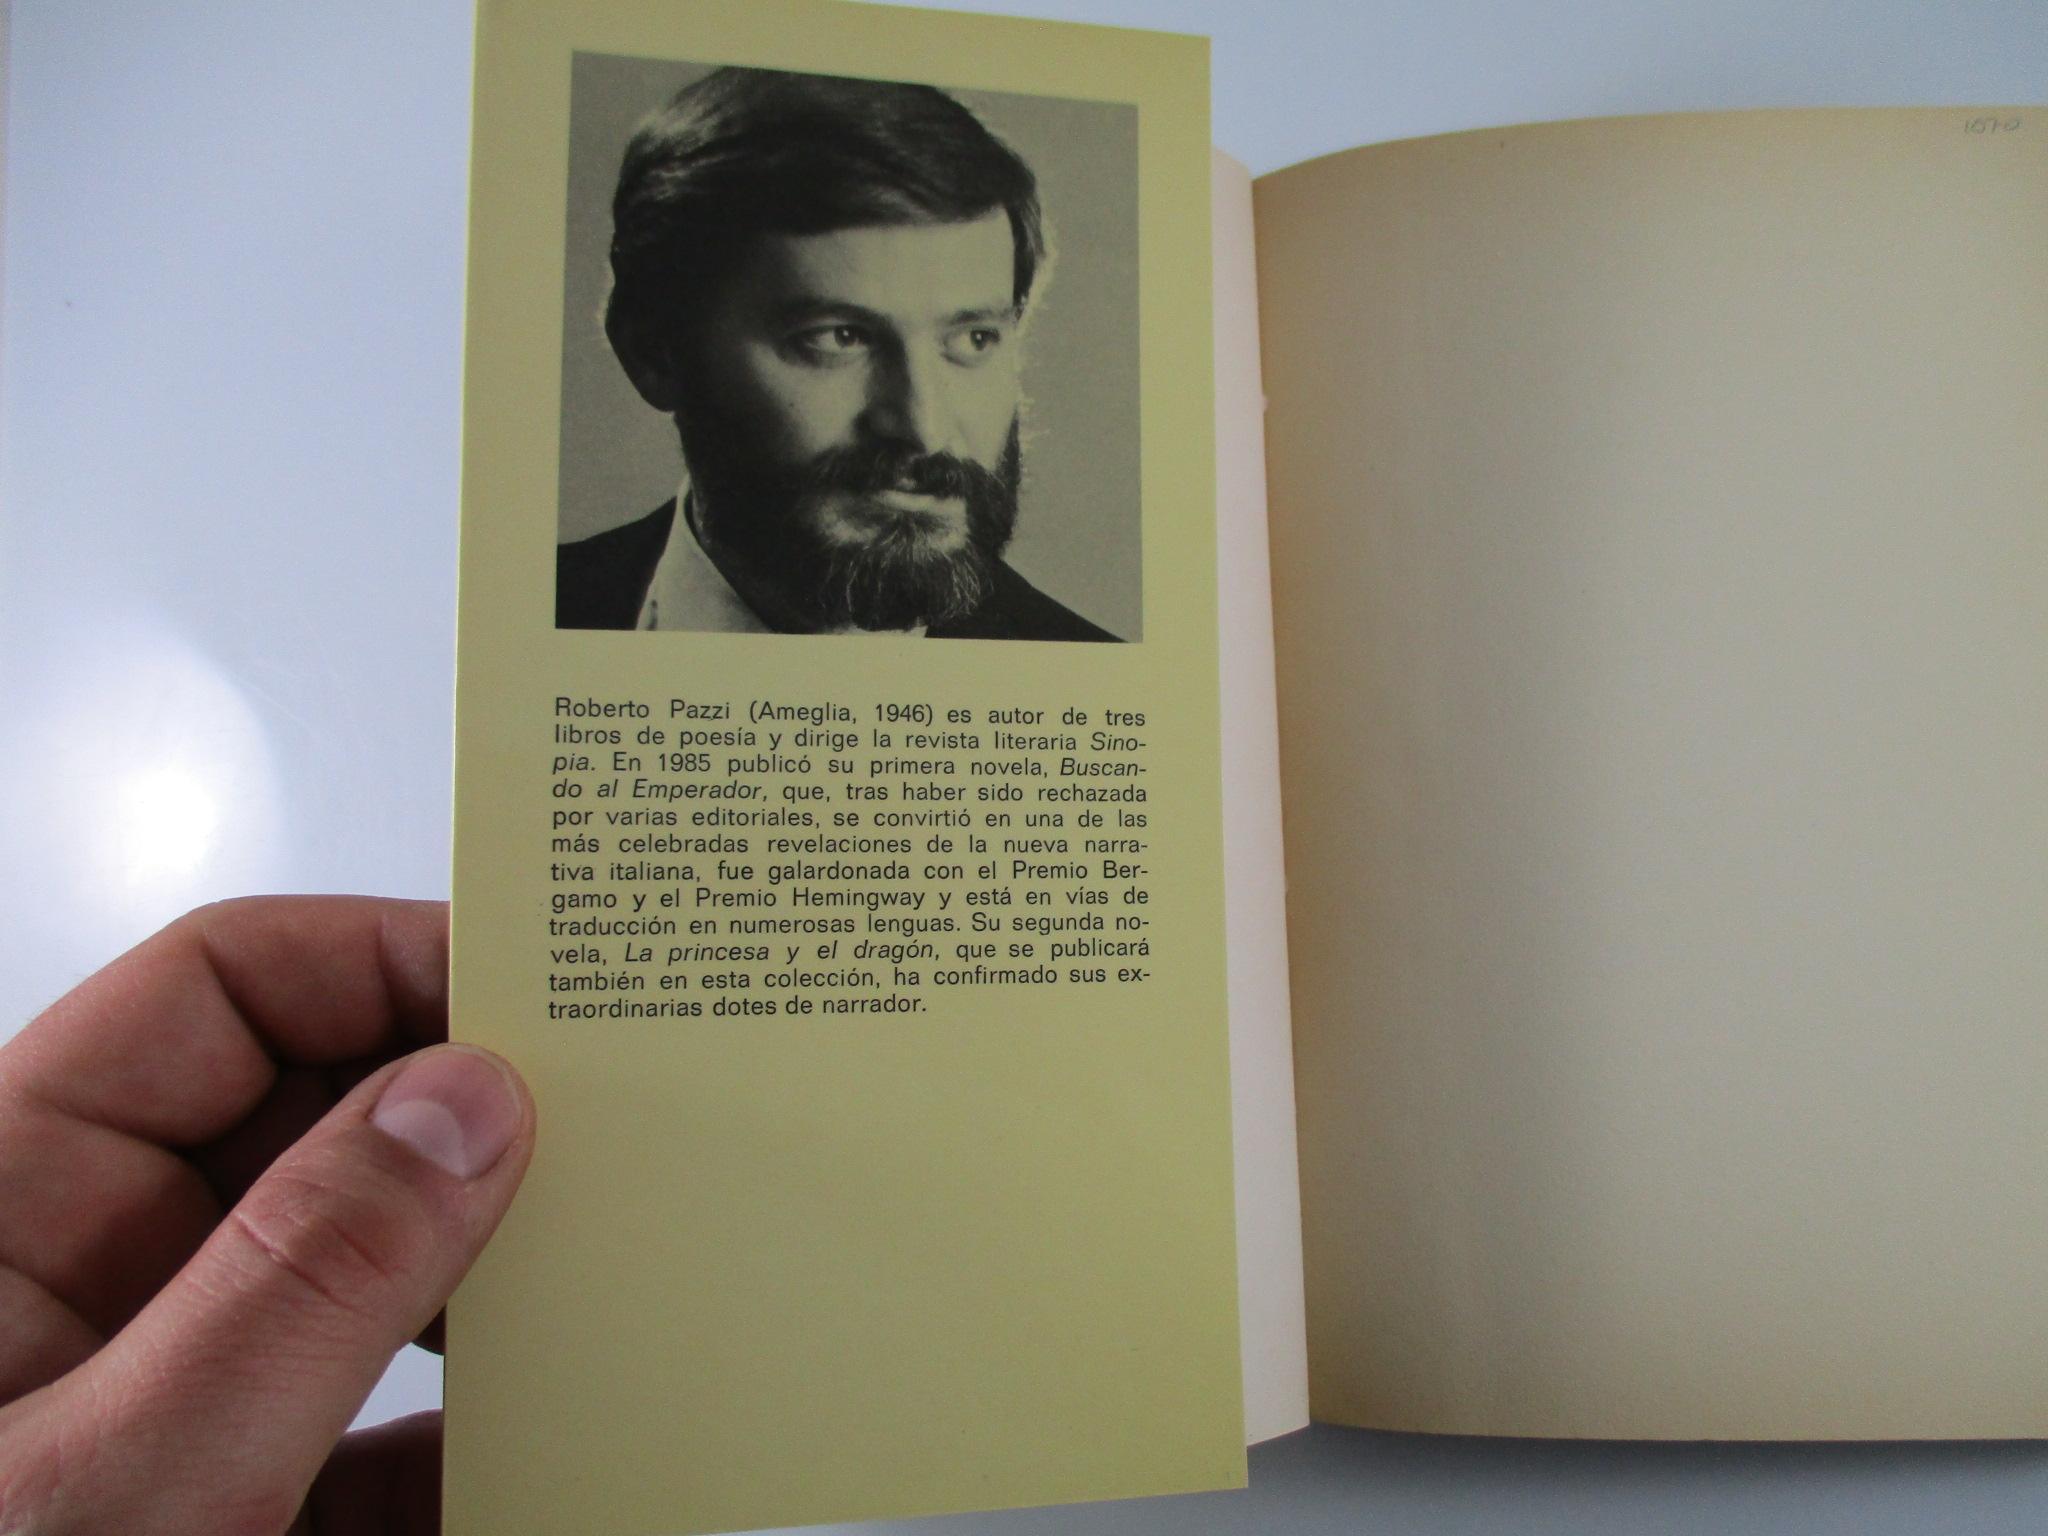 Roberto Pazzi (Ameglia, 1946) es autor de tres
libros de poesía y dirige la revista literaria Sino-
pia. En 1985 publicó su primera novela, Buscan-
do al Emperador, que, tras haber sido rechazada
por varias editoriales, se convirtió en una de las
más celebradas revelaciones de la nueva narra-
tiva italiana, fue galardonada con el Premio Ber-
gamo y el Premio Hemingway y está en vías de
traducción en numerosas lenguas. Su segunda no-
vela, La princesa y el dragón, que se publicará
también en esta colección, ha confirmado sus ex-
traordinarias dotes de narrador.